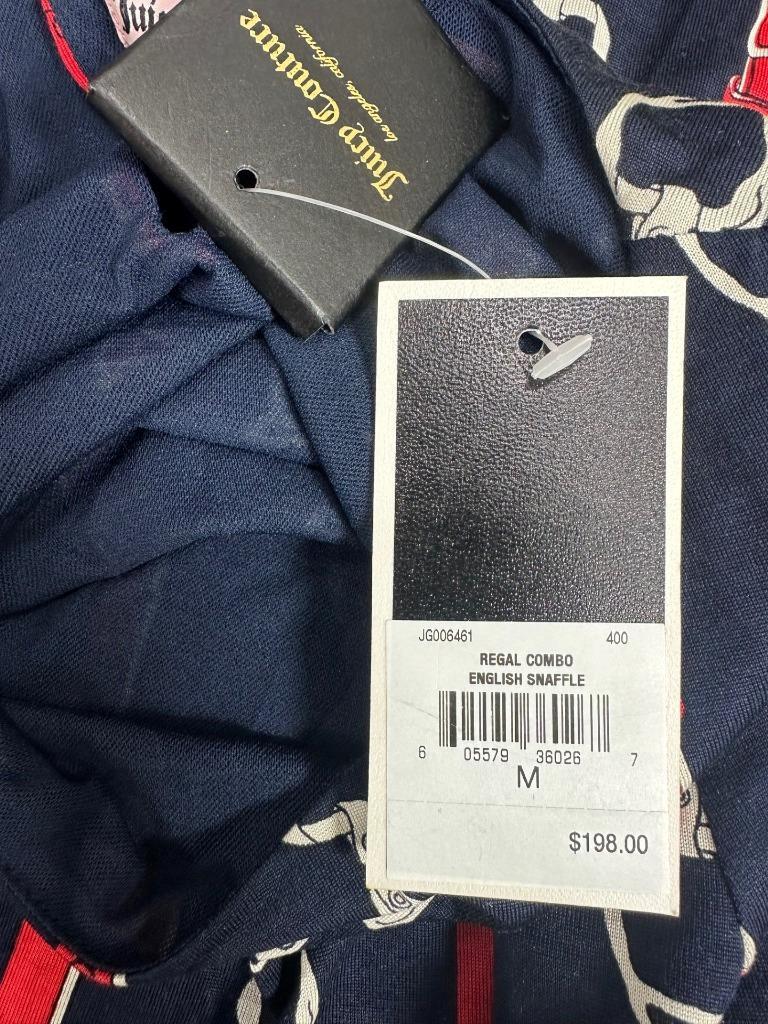 Juicy Couture
los angeles, california
JG006461 400
REGAL COMBO
ENGLISH SNAFFLE
6 05579 36026 7
M
$198.00